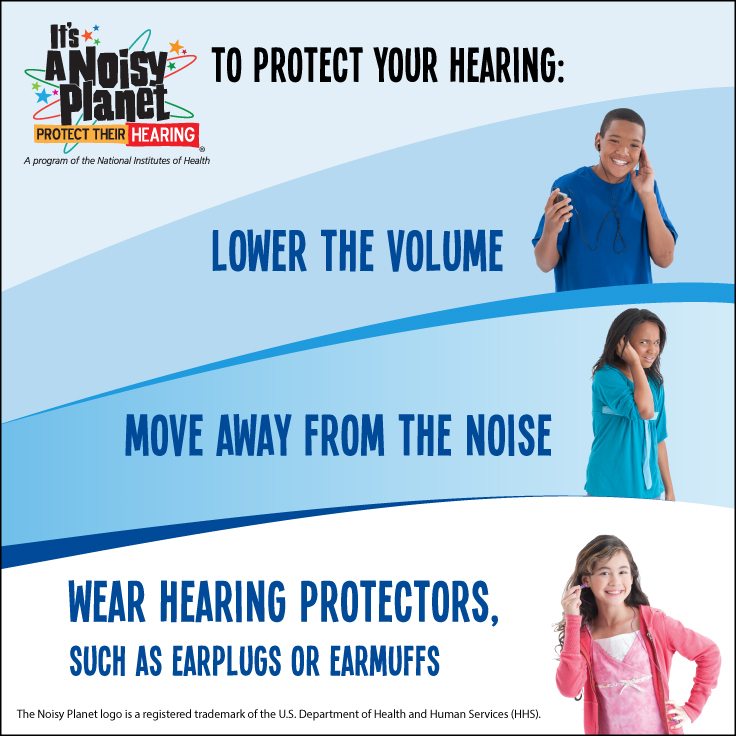 It's
A Noisy
Planet
PROTECT THEIR HEARING®
A program of the National Institutes of Health
TO PROTECT YOUR HEARING:
LOWER THE VOLUME
MOVE AWAY FROM THE NOISE
WEAR HEARING PROTECTORS,
SUCH AS EARPLUGS OR EARMUFFS
The Noisy Planet logo is a registered trademark of the U.S. Department of Health and Human Services (HHS).